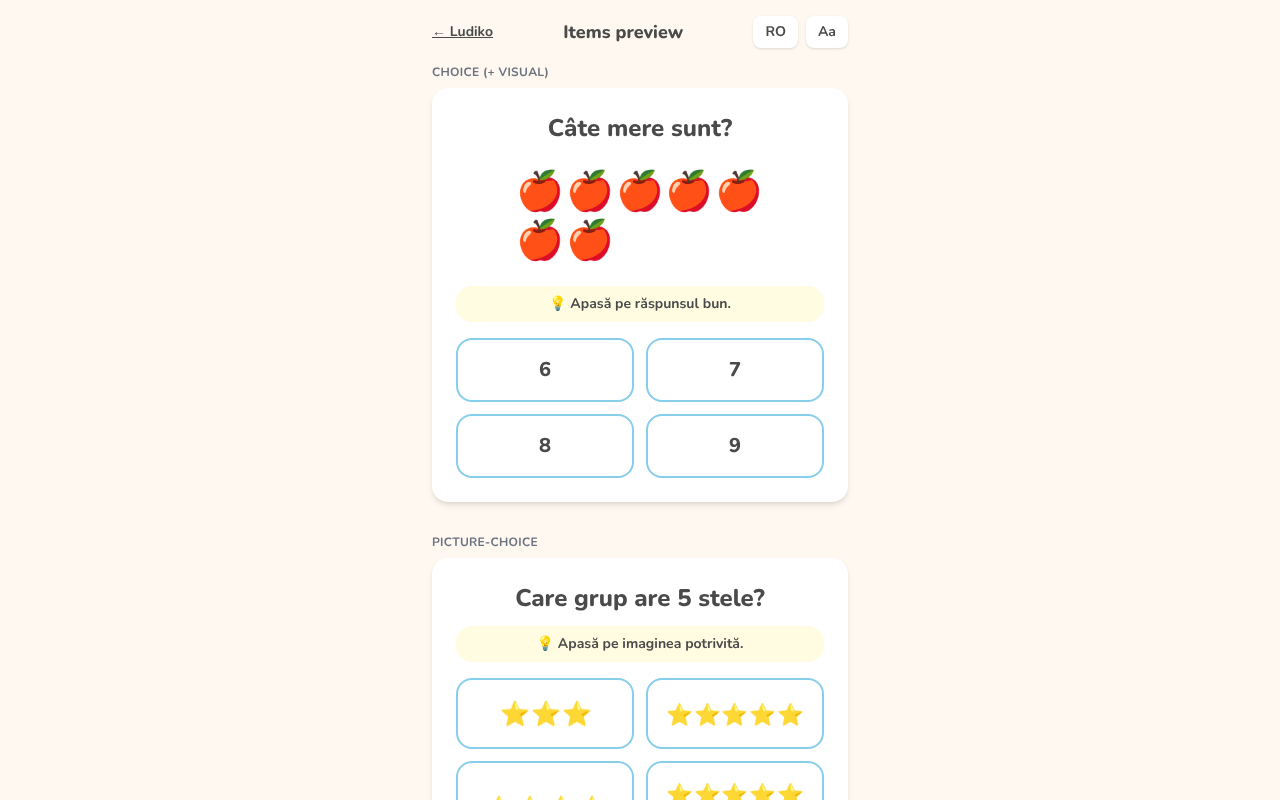 ← Ludiko
Items preview
RO
Aa
CHOICE (+ VISUAL)
Câte mere sunt?
💡 Apasă pe răspunsul bun.
6
7
8
9
PICTURE-CHOICE
Care grup are 5 stele?
💡 Apasă pe imaginea potrivită.